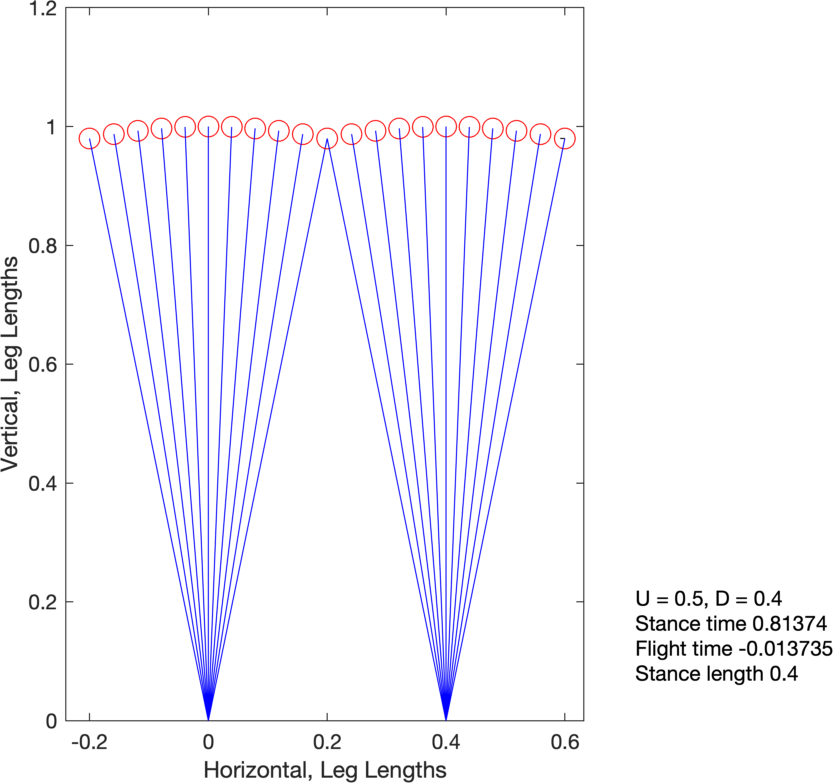 1.2
1
0.8
0.6
0.4
0.2
0
Vertical, Leg Lengths
-0.2
0
0.2
0.4
0.6
Horizontal, Leg Lengths
U = 0.5, D = 0.4
Stance time 0.81374
Flight time -0.013735
Stance length 0.4